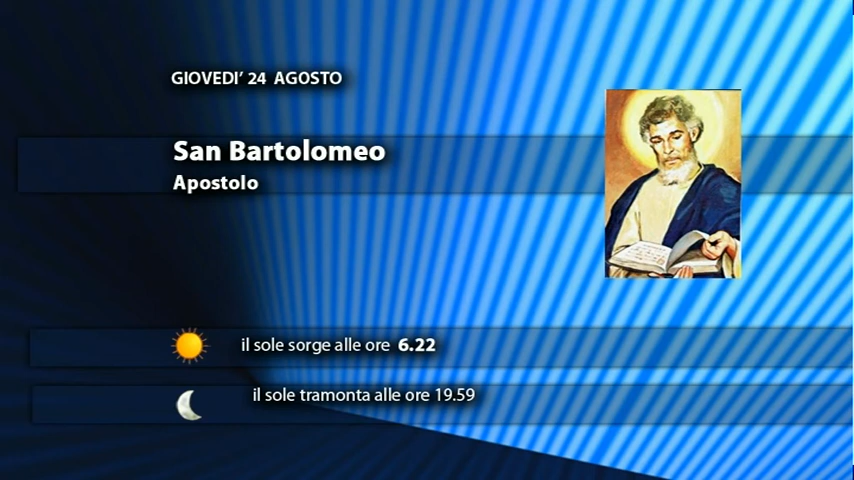 GIOVEDI’ 24 AGOSTO
San Bartolomeo
Apostolo
il sole sorge alle ore 6.22
il sole tramonta alle ore 19.59